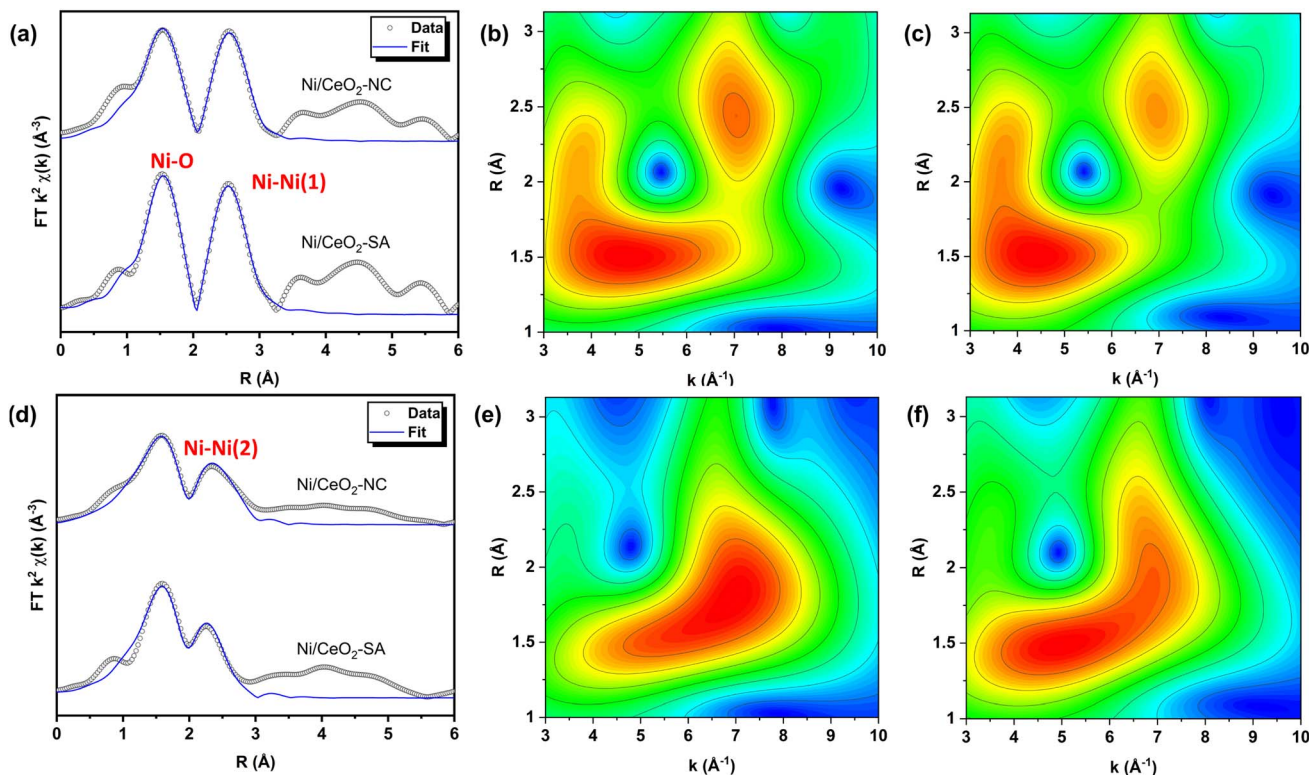 (a)
Data
Fit
Ni/CeO₂-NC
Ni-O
Ni-Ni(1)
Ni/CeO₂-SA
FT k² χ(k) (Å⁻³)
0 1 2 3 4 5 6
R (Å)
(b)
3
2.5
2
1.5
1
R (Å)
3 4 5 6 7 8 9 10
k (Å⁻¹)
(c)
3
2.5
2
1.5
1
R (Å)
3 4 5 6 7 8 9 10
k (Å⁻¹)
(d)
Data
Fit
Ni-Ni(2)
Ni/CeO₂-NC
Ni/CeO₂-SA
FT k² χ(k) (Å⁻³)
0 1 2 3 4 5 6
R (Å)
(e)
3
2.5
2
1.5
1
R (Å)
3 4 5 6 7 8 9 10
k (Å⁻¹)
(f)
3
2.5
2
1.5
1
R (Å)
3 4 5 6 7 8 9 10
k (Å⁻¹)